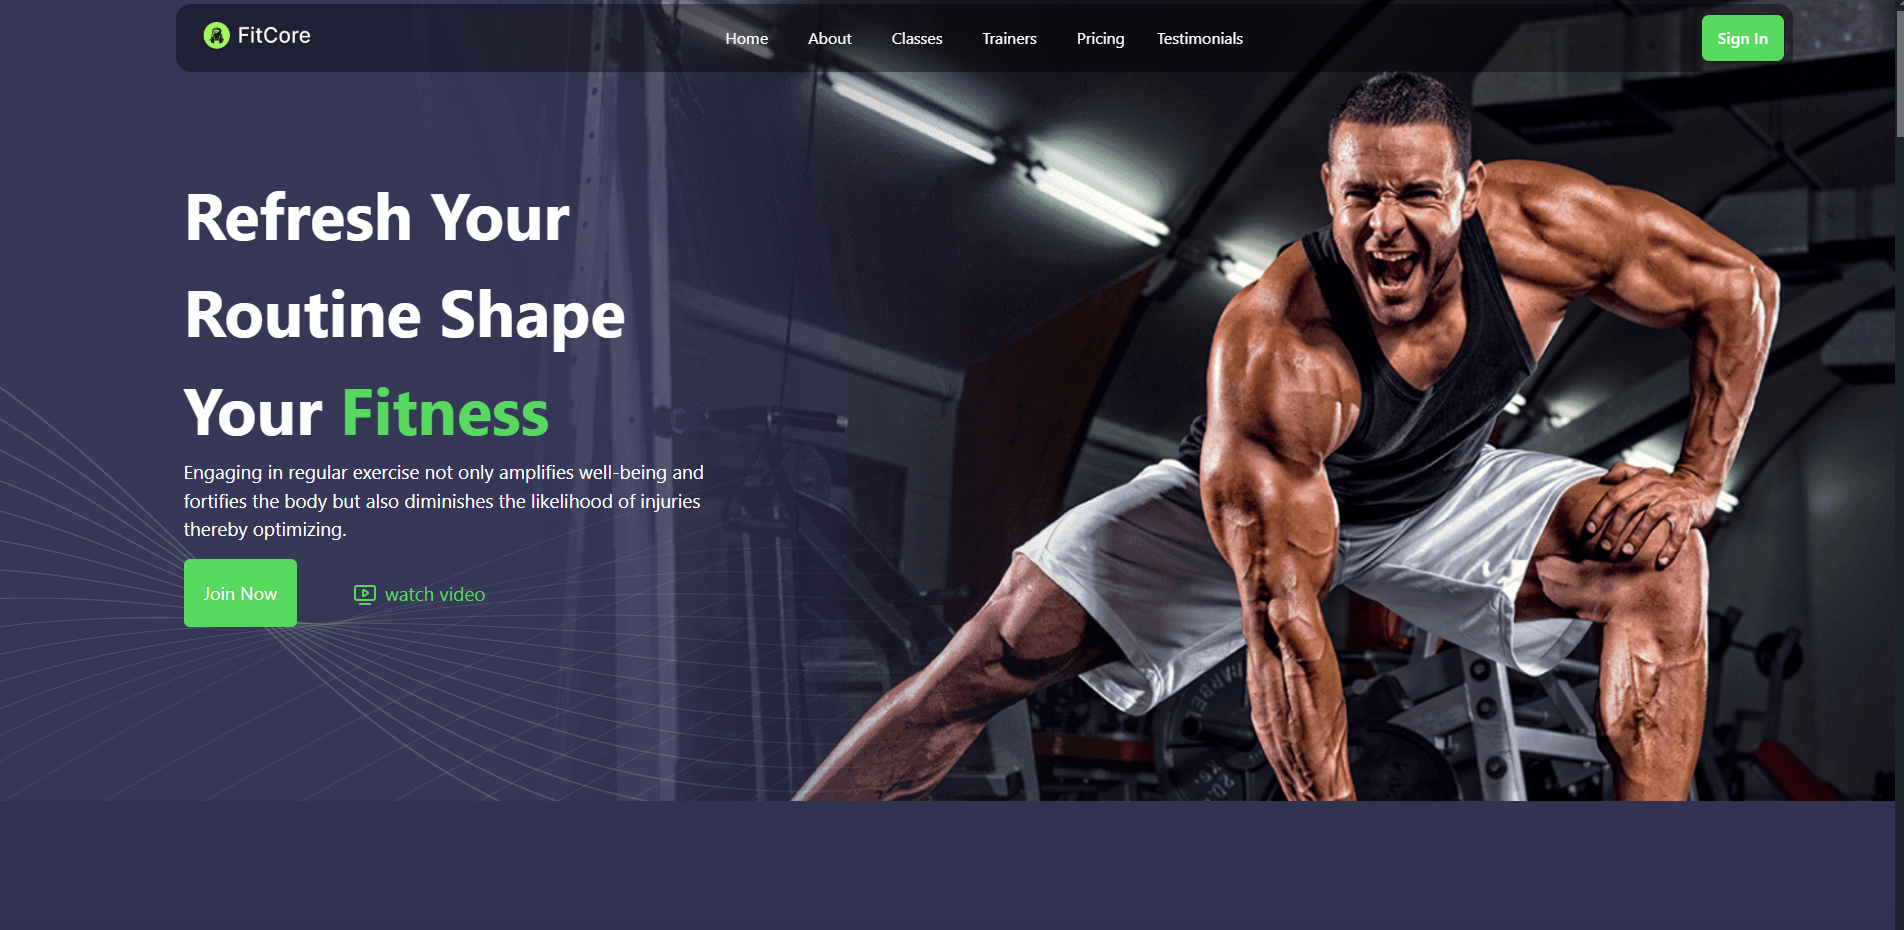 FitCore
Home About Classes Trainers Pricing Testimonials
Sign In
Refresh Your
Routine Shape
Your Fitness
Engaging in regular exercise not only amplifies well-being and
fortifies the body but also diminishes the likelihood of injuries
thereby optimizing.
Join Now
watch video